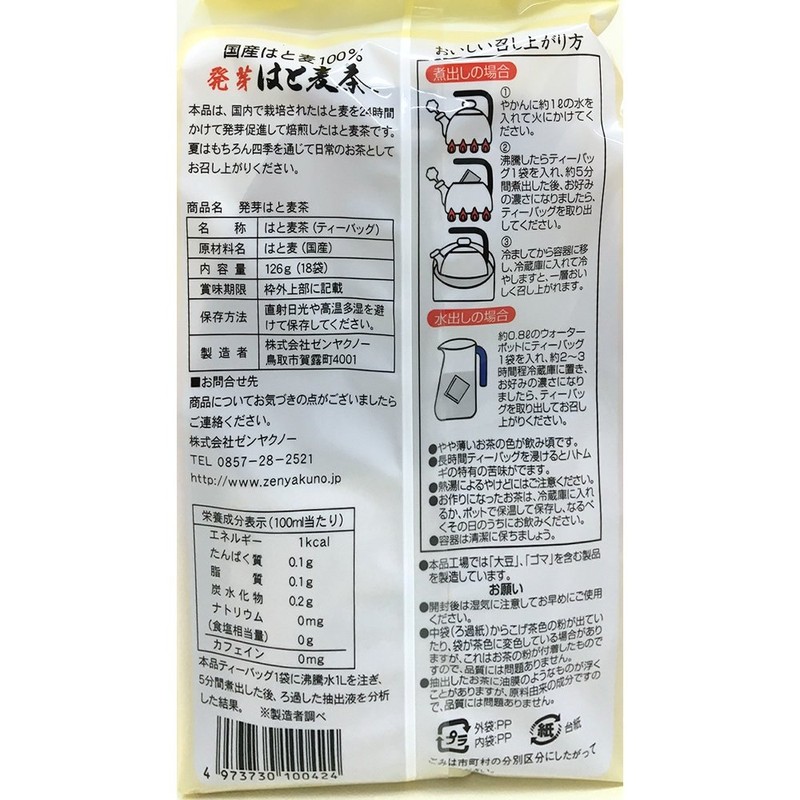 国産はと麦100%
発芽はと麦茶
本品は、国内で栽培されたはと麦を24時間
かけて発芽促進して焙煎したはと麦茶です。
夏はもちろん四季を通じて日常のお茶として
お召し上がりください。
商品名 発芽はと麦茶
名称 はと麦茶(ティーバッグ)
原材料名 はと麦(国産)
内容量 126g(18袋)
賞味期限 枠外上部に記載
保存方法 直射日光や高温多湿を避
けて保存してください。
製造者 株式会社ゼンヤクノー
鳥取市賀露町4001
■お問合せ先
商品についてお気づきの点がございましたら
ご連絡ください。
株式会社ゼンヤクノー
TEL 0857-28-2521
http://www.zenyakuno.jp
栄養成分表示(100ml当たり)
エネルギー 1kcal
たんぱく質 0.1g
脂質 0.1g
炭水化物 0.2g
ナトリウム 0mg
(食塩相当量) 0g
カフェイン 0mg
本品ティーバッグ1袋に沸騰水1Lを注ぎ、
5分間煮出した後、ろ過した抽出液を分析
した結果。 ※製造者調べ
4 973730 100424
おいしい召し上がり方
煮出しの場合
①
やかんに約1ℓの水を
入れて火にかけてく
ださい。
②
沸騰したらティーバッ
グ1袋を入れ、約5分
間煮出した後、お好み
の濃さになりましたら、
ティーバッグを取り出
してください。
③
冷ましてから容器に移
し、冷蔵庫に入れて冷
やしますと、一層おい
しく召し上がれます。
水出しの場合
約0.8ℓのウォーター
ポットにティーバッグ
1袋を入れ、約2〜3
時間程冷蔵庫に置き、
お好みの濃さになり
ましたら、ティーバッ
グを取り出してお召し
上がりください。
●やや薄いお茶の色が飲み頃です。
●長時間ティーバッグを浸けるとハトム
ギの特有の苦味がでます。
●熱湯によるやけどにはご注意ください。
●お作りになったお茶は、冷蔵庫に入れ
るか、ポットで保温して保存し、なるべ
くその日のうちにお飲みください。
●容器は清潔に保ちましょう。
●本品工場では「大豆」、「ゴマ」を含む製品
を製造しています。
お願い
●開封後は湿気に注意してお早めにご使用
ください。
●中袋(ろ過紙)からこげ茶色の粉が出てい
たり、袋が茶色に変色している場合があり
ますが、これはお茶の粉が付着したもので
すので、品質には問題ありません。
●抽出したお茶に油膜のようなものが浮く
ことがありますが、原料由来の成分ですの
で、品質には問題ありません。
プラ
外袋:PP
内袋:PP
紙
台紙
ごみは市町村の分別区分にしたがって